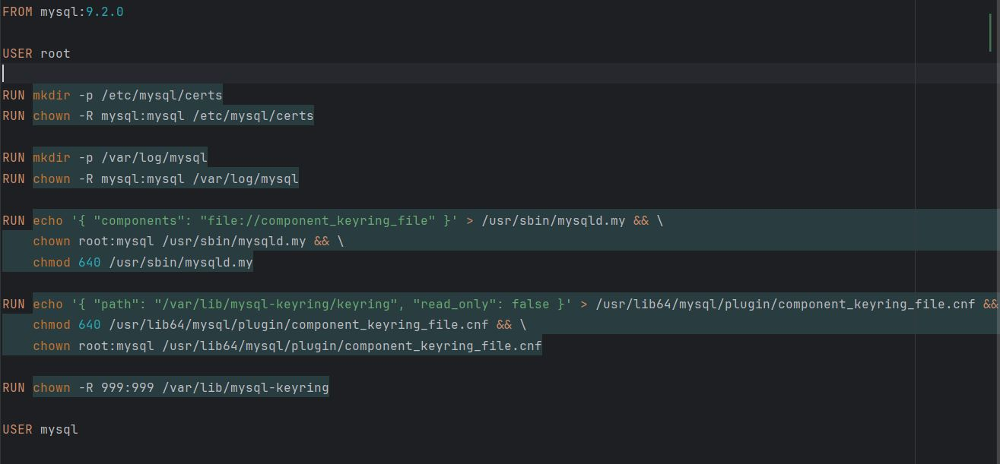 FROM mysql:9.2.0
USER root
RUN mkdir -p /etc/mysql/certs
RUN chown -R mysql:mysql /etc/mysql/certs
RUN mkdir -p /var/log/mysql
RUN chown -R mysql:mysql /var/log/mysql
RUN echo '{ "components": "file://component_keyring_file" }' > /usr/sbin/mysqld.my && \
chown root:mysql /usr/sbin/mysqld.my && \
chmod 640 /usr/sbin/mysqld.my
RUN echo '{ "path": "/var/lib/mysql-keyring/keyring", "read_only": false }' > /usr/lib64/mysql/plugin/component_keyring_file.cnf &&
chmod 640 /usr/lib64/mysql/plugin/component_keyring_file.cnf && \
chown root:mysql /usr/lib64/mysql/plugin/component_keyring_file.cnf
RUN chown -R 999:999 /var/lib/mysql-keyring
USER mysql